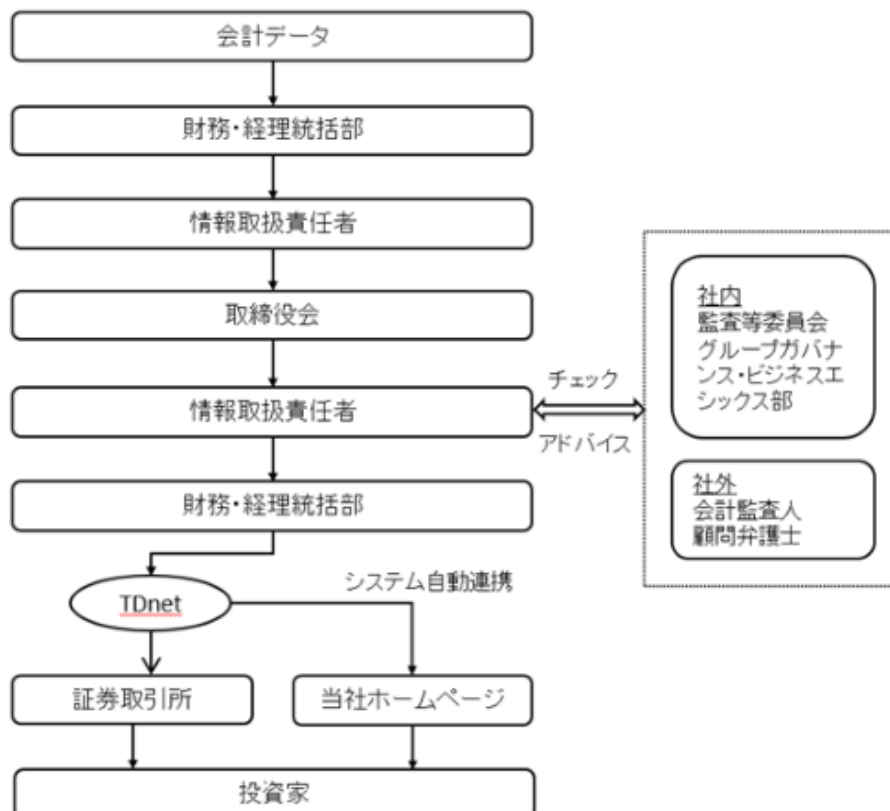 会計データ
財務・経理統括部
情報取扱責任者
取締役会
情報取扱責任者
チェック
アドバイス
社内
監査等委員会
グループガバナ
ンス・ビジネスエ
シックス部
社外
会計監査人
顧問弁護士
財務・経理統括部
システム自動連携
TDnet
証券取引所
当社ホームページ
投資家